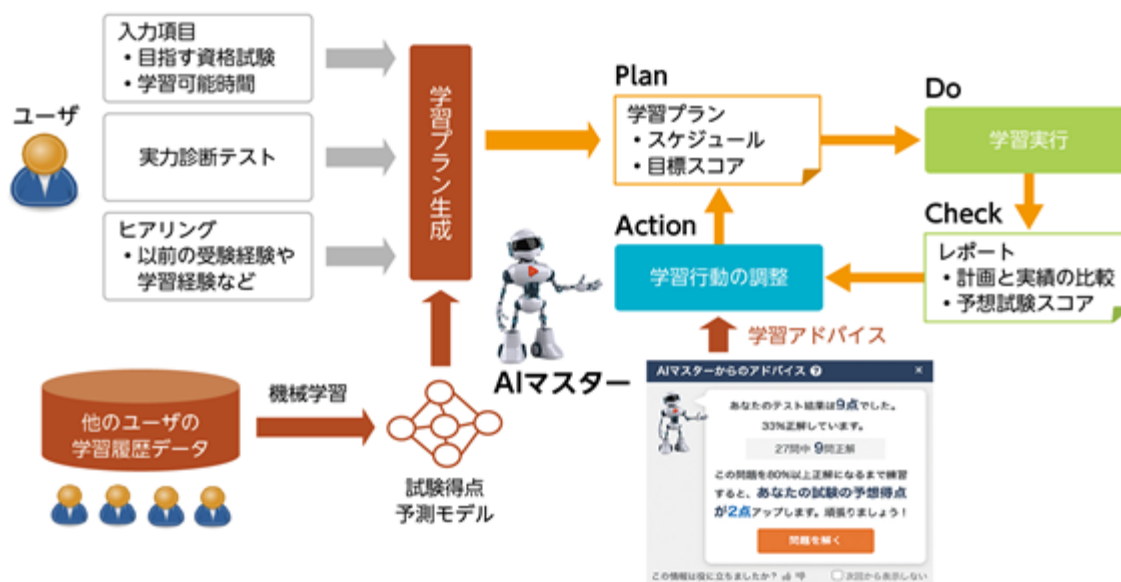 ユーザ
入力項目
・目指す資格試験
・学習可能時間
実力診断テスト
ヒアリング
・以前の受験経験や
学習経験など
学習プラン生成
他のユーザの
学習履歴データ
機械学習
試験得点
予測モデル
AIマスター
Plan
学習プラン
・スケジュール
・目標スコア
Do
学習実行
Check
レポート
・計画と実績の比較
・予想試験スコア
Action
学習行動の調整
学習アドバイス
AIマスターからのアドバイス ?
×
あなたのテスト結果は9点でした。
33%正解しています。
27問中 9問正解
この問題を80%以上正解になるまで練習
すると、あなたの試験の予想得点
が2点アップします。頑張りましょう！
問題を解く
この情報は役に立ちましたか？
次回から表示しない